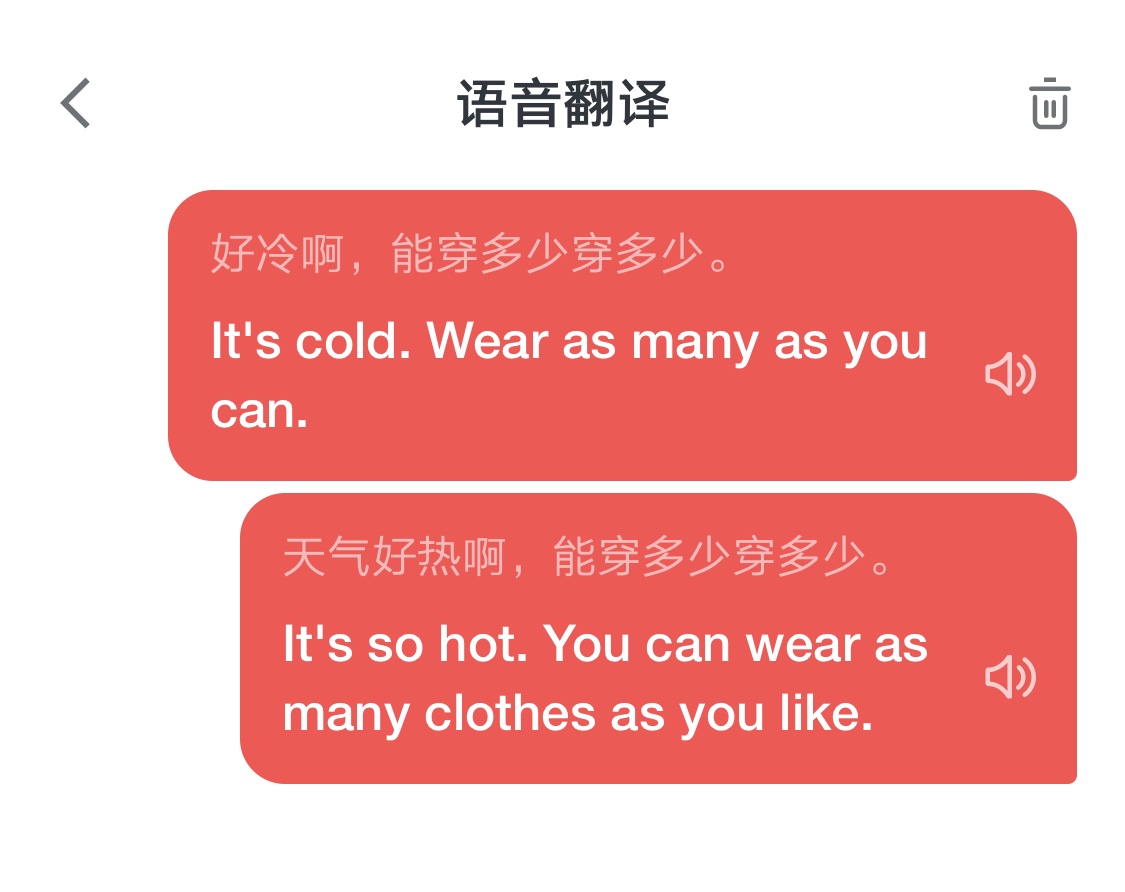 语音翻译
好冷啊，能穿多少穿多少。
It's cold. Wear as many as you
can.
天气好热啊，能穿多少穿多少。
It's so hot. You can wear as
many clothes as you like.